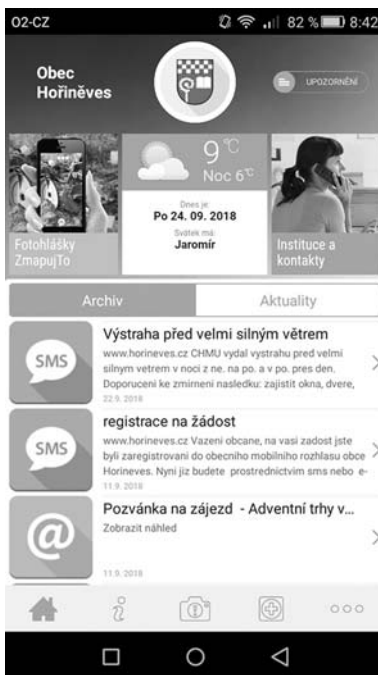 O2-CZ
82 %
8:42
Obec
Hořiněves
UPOZORNĚNÍ
9 °C
Noc 6°C
Dnes je:
Po 24. 09. 2018
Svátek má:
Jaromír
Fotohlášky
ZmapujTo
Instituce a
kontakty
Archiv
Aktuality
SMS
Výstraha před velmi silným větrem
www.horineves.cz CHMU vydal vystrahu pred velmi
silnym vetrem v noci z ne. na po. a v po. pres den.
Doporuceni ke zmirneni nasledku: zajistit okna, dvere,
22.9. 2018
SMS
registrace na žádost
www.horineves.cz Vazeni obcane, na vasi zadost jste
byli zaregistrovani do obecniho mobilniho rozhlasu obce
Horineves. Nyni jiz budete prostrednictvim sms nebo e-
11.9. 2018
@
Pozvánka na zájezd - Adventní trhy v...
Zobrazit náhled
11.9. 2018